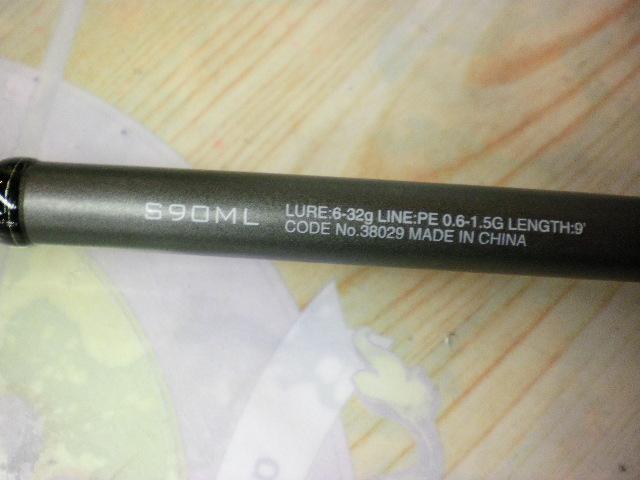 S90ML
LURE:6-32g LINE:PE 0.6-1.5G LENGTH:9'
CODE No.38029 MADE IN CHINA